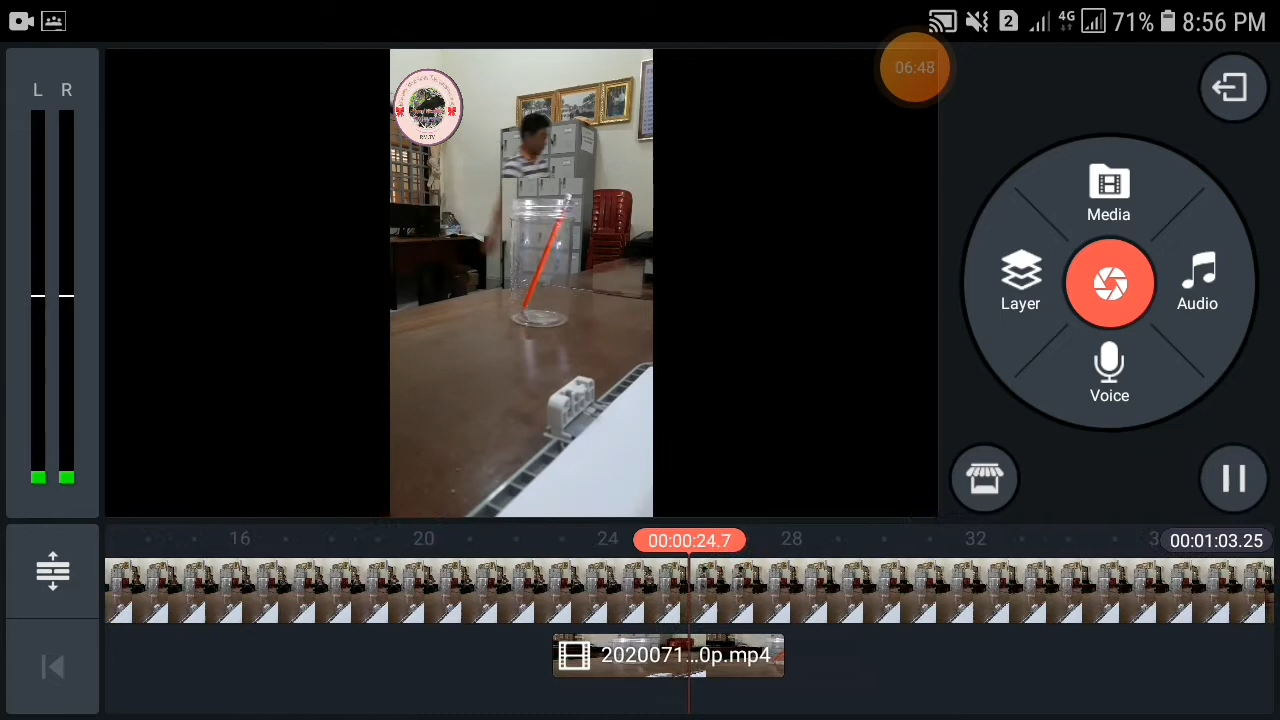 2
4G
71%
8:56 PM
06:48
L R
Media
Layer
Audio
Voice
16
20
24
28
32
00:00:24.7
00:01:03.25
2020071...0p.mp4